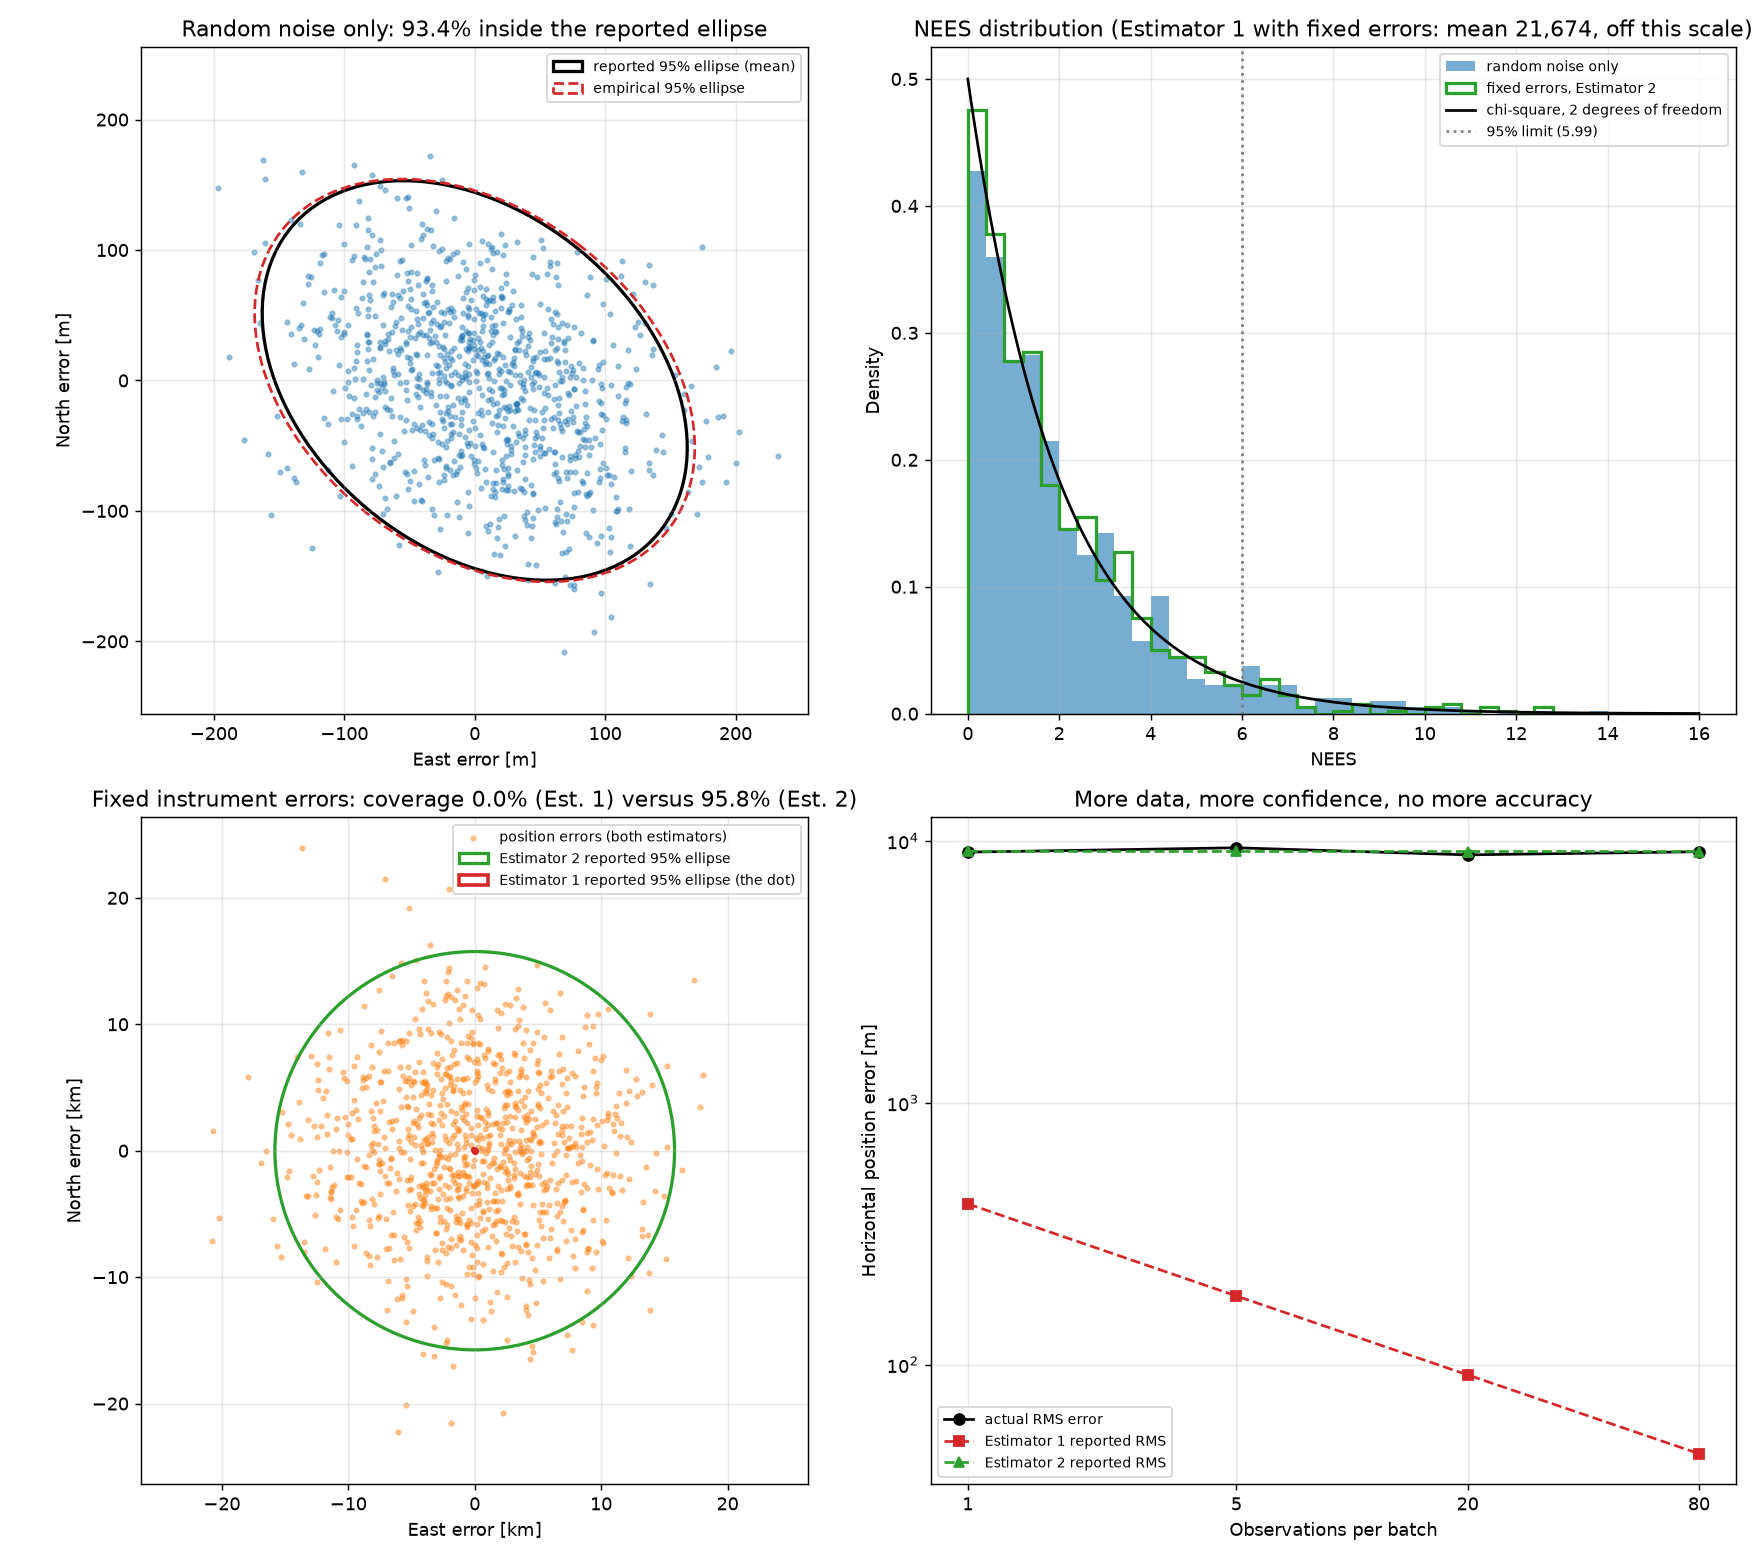 Random noise only: 93.4% inside the reported ellipse
reported 95% ellipse (mean)
empirical 95% ellipse
200
100
0
−100
−200
North error [m]
−200
−100
0
100
200
East error [m]
NEES distribution (Estimator 1 with fixed errors: mean 21,674, off this scale)
random noise only
fixed errors, Estimator 2
chi-square, 2 degrees of freedom
95% limit (5.99)
0.5
0.4
0.3
0.2
0.1
0.0
Density
0
2
4
6
8
10
12
14
16
NEES
Fixed instrument errors: coverage 0.0% (Est. 1) versus 95.8% (Est. 2)
position errors (both estimators)
Estimator 2 reported 95% ellipse
Estimator 1 reported 95% ellipse (the dot)
20
10
0
−10
−20
North error [km]
−20
−10
0
10
20
East error [km]
More data, more confidence, no more accuracy
10⁴
10³
10²
Horizontal position error [m]
actual RMS error
Estimator 1 reported RMS
Estimator 2 reported RMS
1
5
20
80
Observations per batch